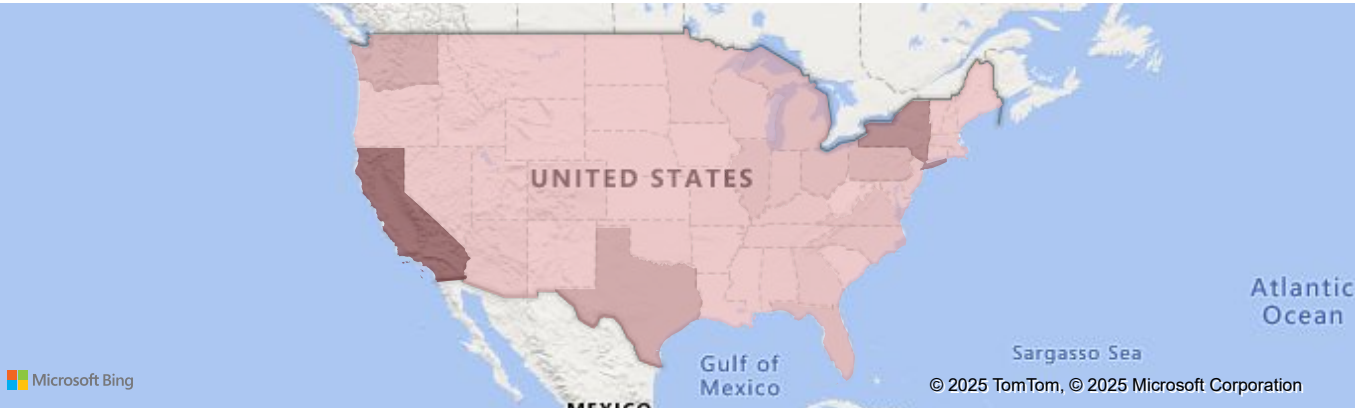 UNITED STATES
Atlantic
Ocean
Sargasso Sea
Gulf of
Mexico
Microsoft Bing
© 2025 TomTom, © 2025 Microsoft Corporation
MEXICO